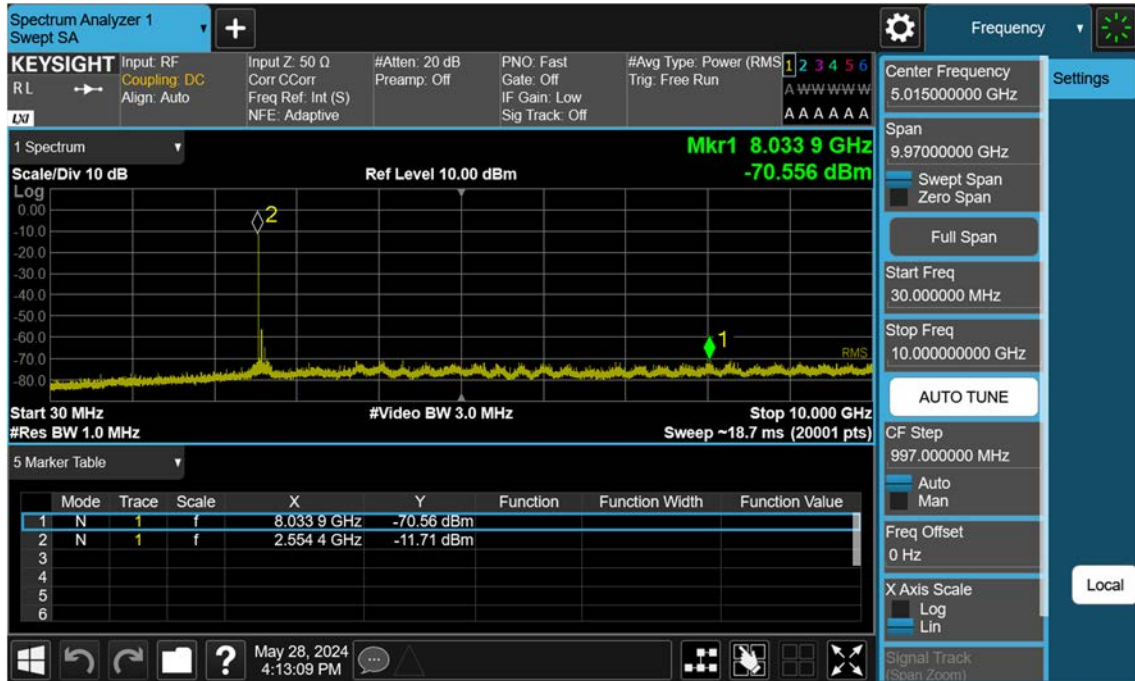 Spectrum Analyzer 1
Swept SA
+
Frequency
KEYSIGHT
R L
LXI
Input: RF
Coupling: DC
Align: Auto
Input Z: 50 Ω
Corr CCorr
Freq Ref: Int (S)
NFE: Adaptive
#Atten: 20 dB
Preamp: Off
PNO: Fast
Gate: Off
IF Gain: Low
Sig Track: Off
#Avg Type: Power (RMS
Trig: Free Run
1 2 3 4 5 6
A W W W W W
A A A A A A
1 Spectrum
Scale/Div 10 dB
Ref Level 10.00 dBm
Mkr1 8.033 9 GHz
-70.556 dBm
Log
0.00
-10.0
-20.0
-30.0
-40.0
-50.0
-60.0
-70.0
-80.0
2
1
RMS
Start 30 MHz
#Video BW 3.0 MHz
Stop 10.000 GHz
#Res BW 1.0 MHz
Sweep ~18.7 ms (20001 pts)
5 Marker Table
Mode Trace Scale X Y Function Function Width Function Value
1 N 1 f 8.033 9 GHz -70.56 dBm
2 N 1 f 2.554 4 GHz -11.71 dBm
3
4
5
6
?
May 28, 2024
4:13:09 PM
Center Frequency
5.015000000 GHz
Span
9.97000000 GHz
Swept Span
Zero Span
Full Span
Start Freq
30.000000 MHz
Stop Freq
10.000000000 GHz
AUTO TUNE
CF Step
997.000000 MHz
Auto
Man
Freq Offset
0 Hz
X Axis Scale
Log
Lin
Signal Track
(Span Zoom)
Settings
Local